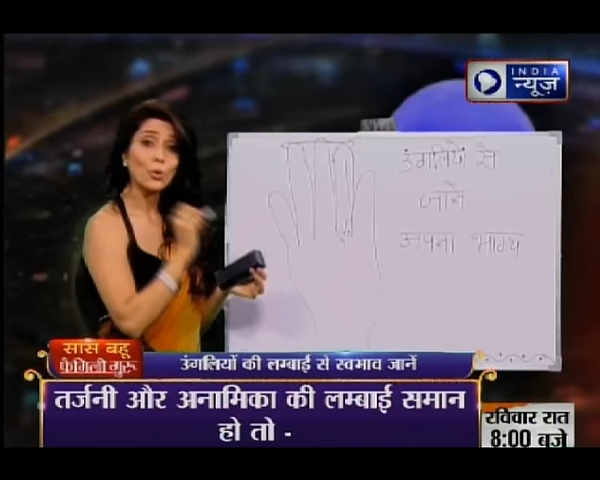 INDIA
न्यूज़
उंगलियों से
जाने
अपना भाग्य
सास बहू
फैमिली गुरु
उंगलियों की लम्बाई से स्वभाव जानें
तर्जनी और अनामिका की लम्बाई समान
हो तो -
रविवार रात
8:00 बजे